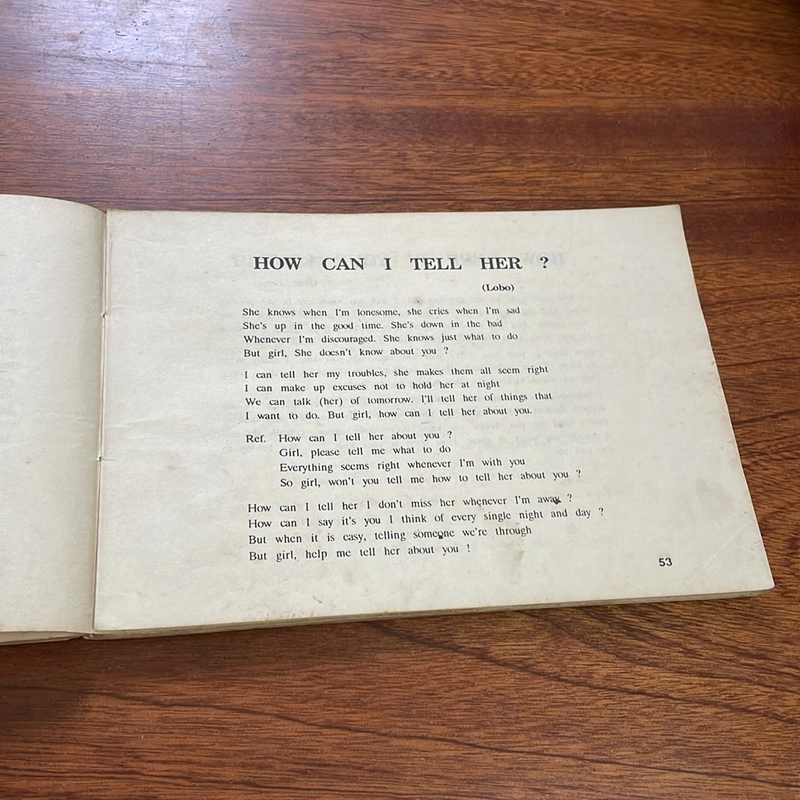 HOW CAN I TELL HER ?
(Lobo)
She knows when I'm lonesome, she cries when I'm sad
She's up in the good time. She's down in the bad
Whenever I'm discouraged. She knows just what to do
But girl, She doesn't know about you ?
I can tell her my troubles, she makes them all seem right
I can make up excuses not to hold her at night
We can talk (her) of tomorrow. I'll tell her of things that
I want to do. But girl, how can I tell her about you.
Ref. How can I tell her about you ?
Girl, please tell me what to do
Everything seems right whenever I'm with you
So girl, won't you tell me how to tell her about you ?
How can I tell her I don't miss her whenever I'm away ?
How can I say it's you I think of every single night and day ?
But when it is easy, telling someone we're through
But girl, help me tell her about you !
53